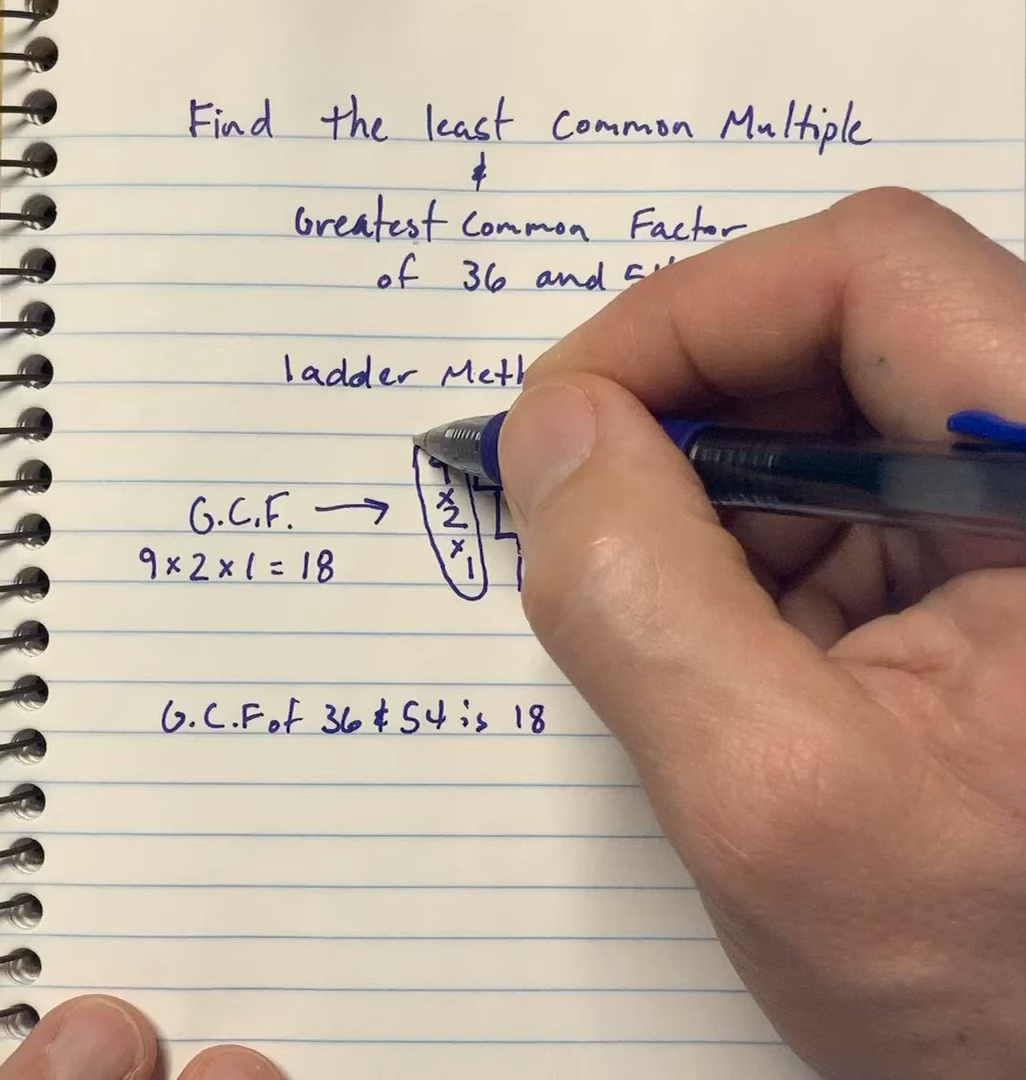 Find the least Common Multiple
&
Greatest Common Factor
of 36 and
ladder
G.C.F. →
9
x
2
x
1
9 x 2 x 1 = 18
G.C.F of 36 & 54 is 18